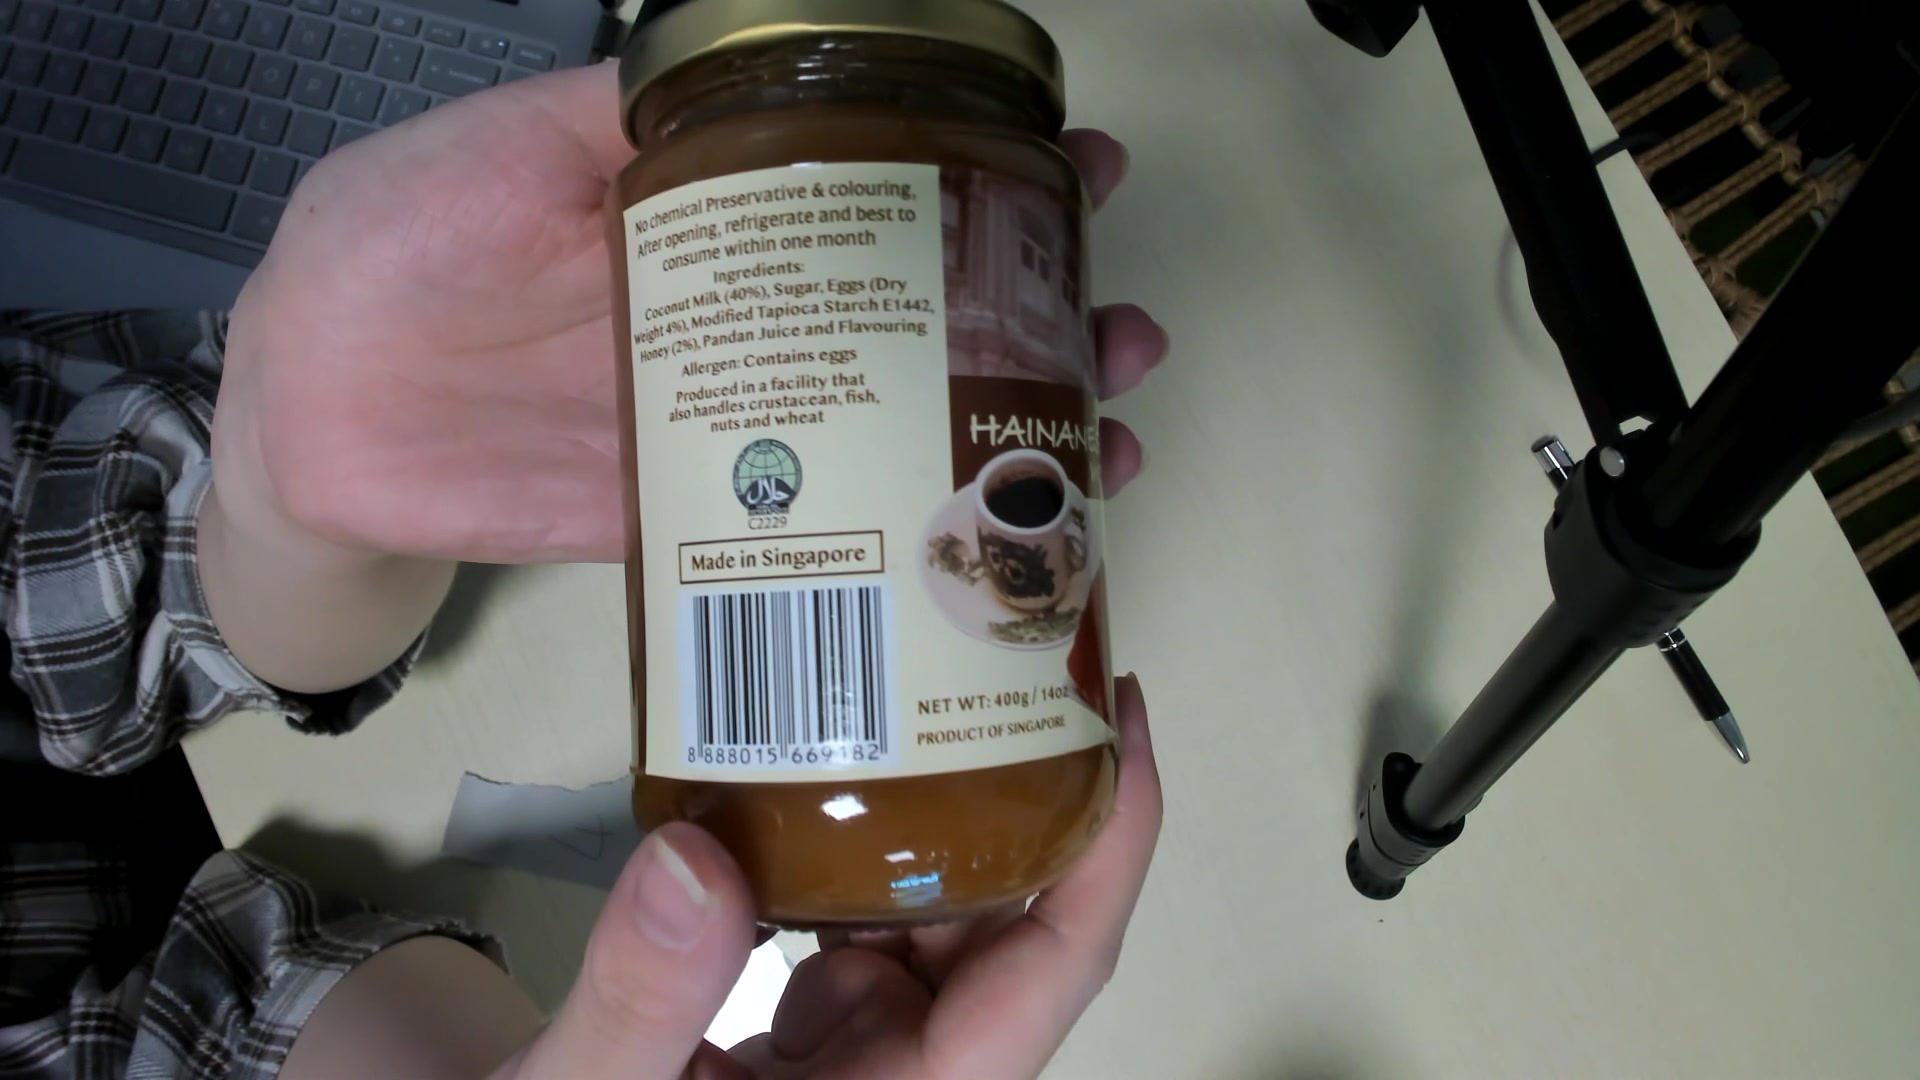 No chemical Preservative & colouring,
After opening, refrigerate and best to
consume within one month
Ingredients:
Coconut Milk (40%), Sugar, Eggs (Dry
Weight 4%), Modified Tapioca Starch E1442,
Honey (2%), Pandan Juice and Flavouring
Allergen: Contains eggs
Produced in a facility that
also handles crustacean, fish,
nuts and wheat
حلال
C2229
Made in Singapore
8 888015 669182
HAINANE
NET WT: 400g / 14oz
PRODUCT OF SINGAPORE